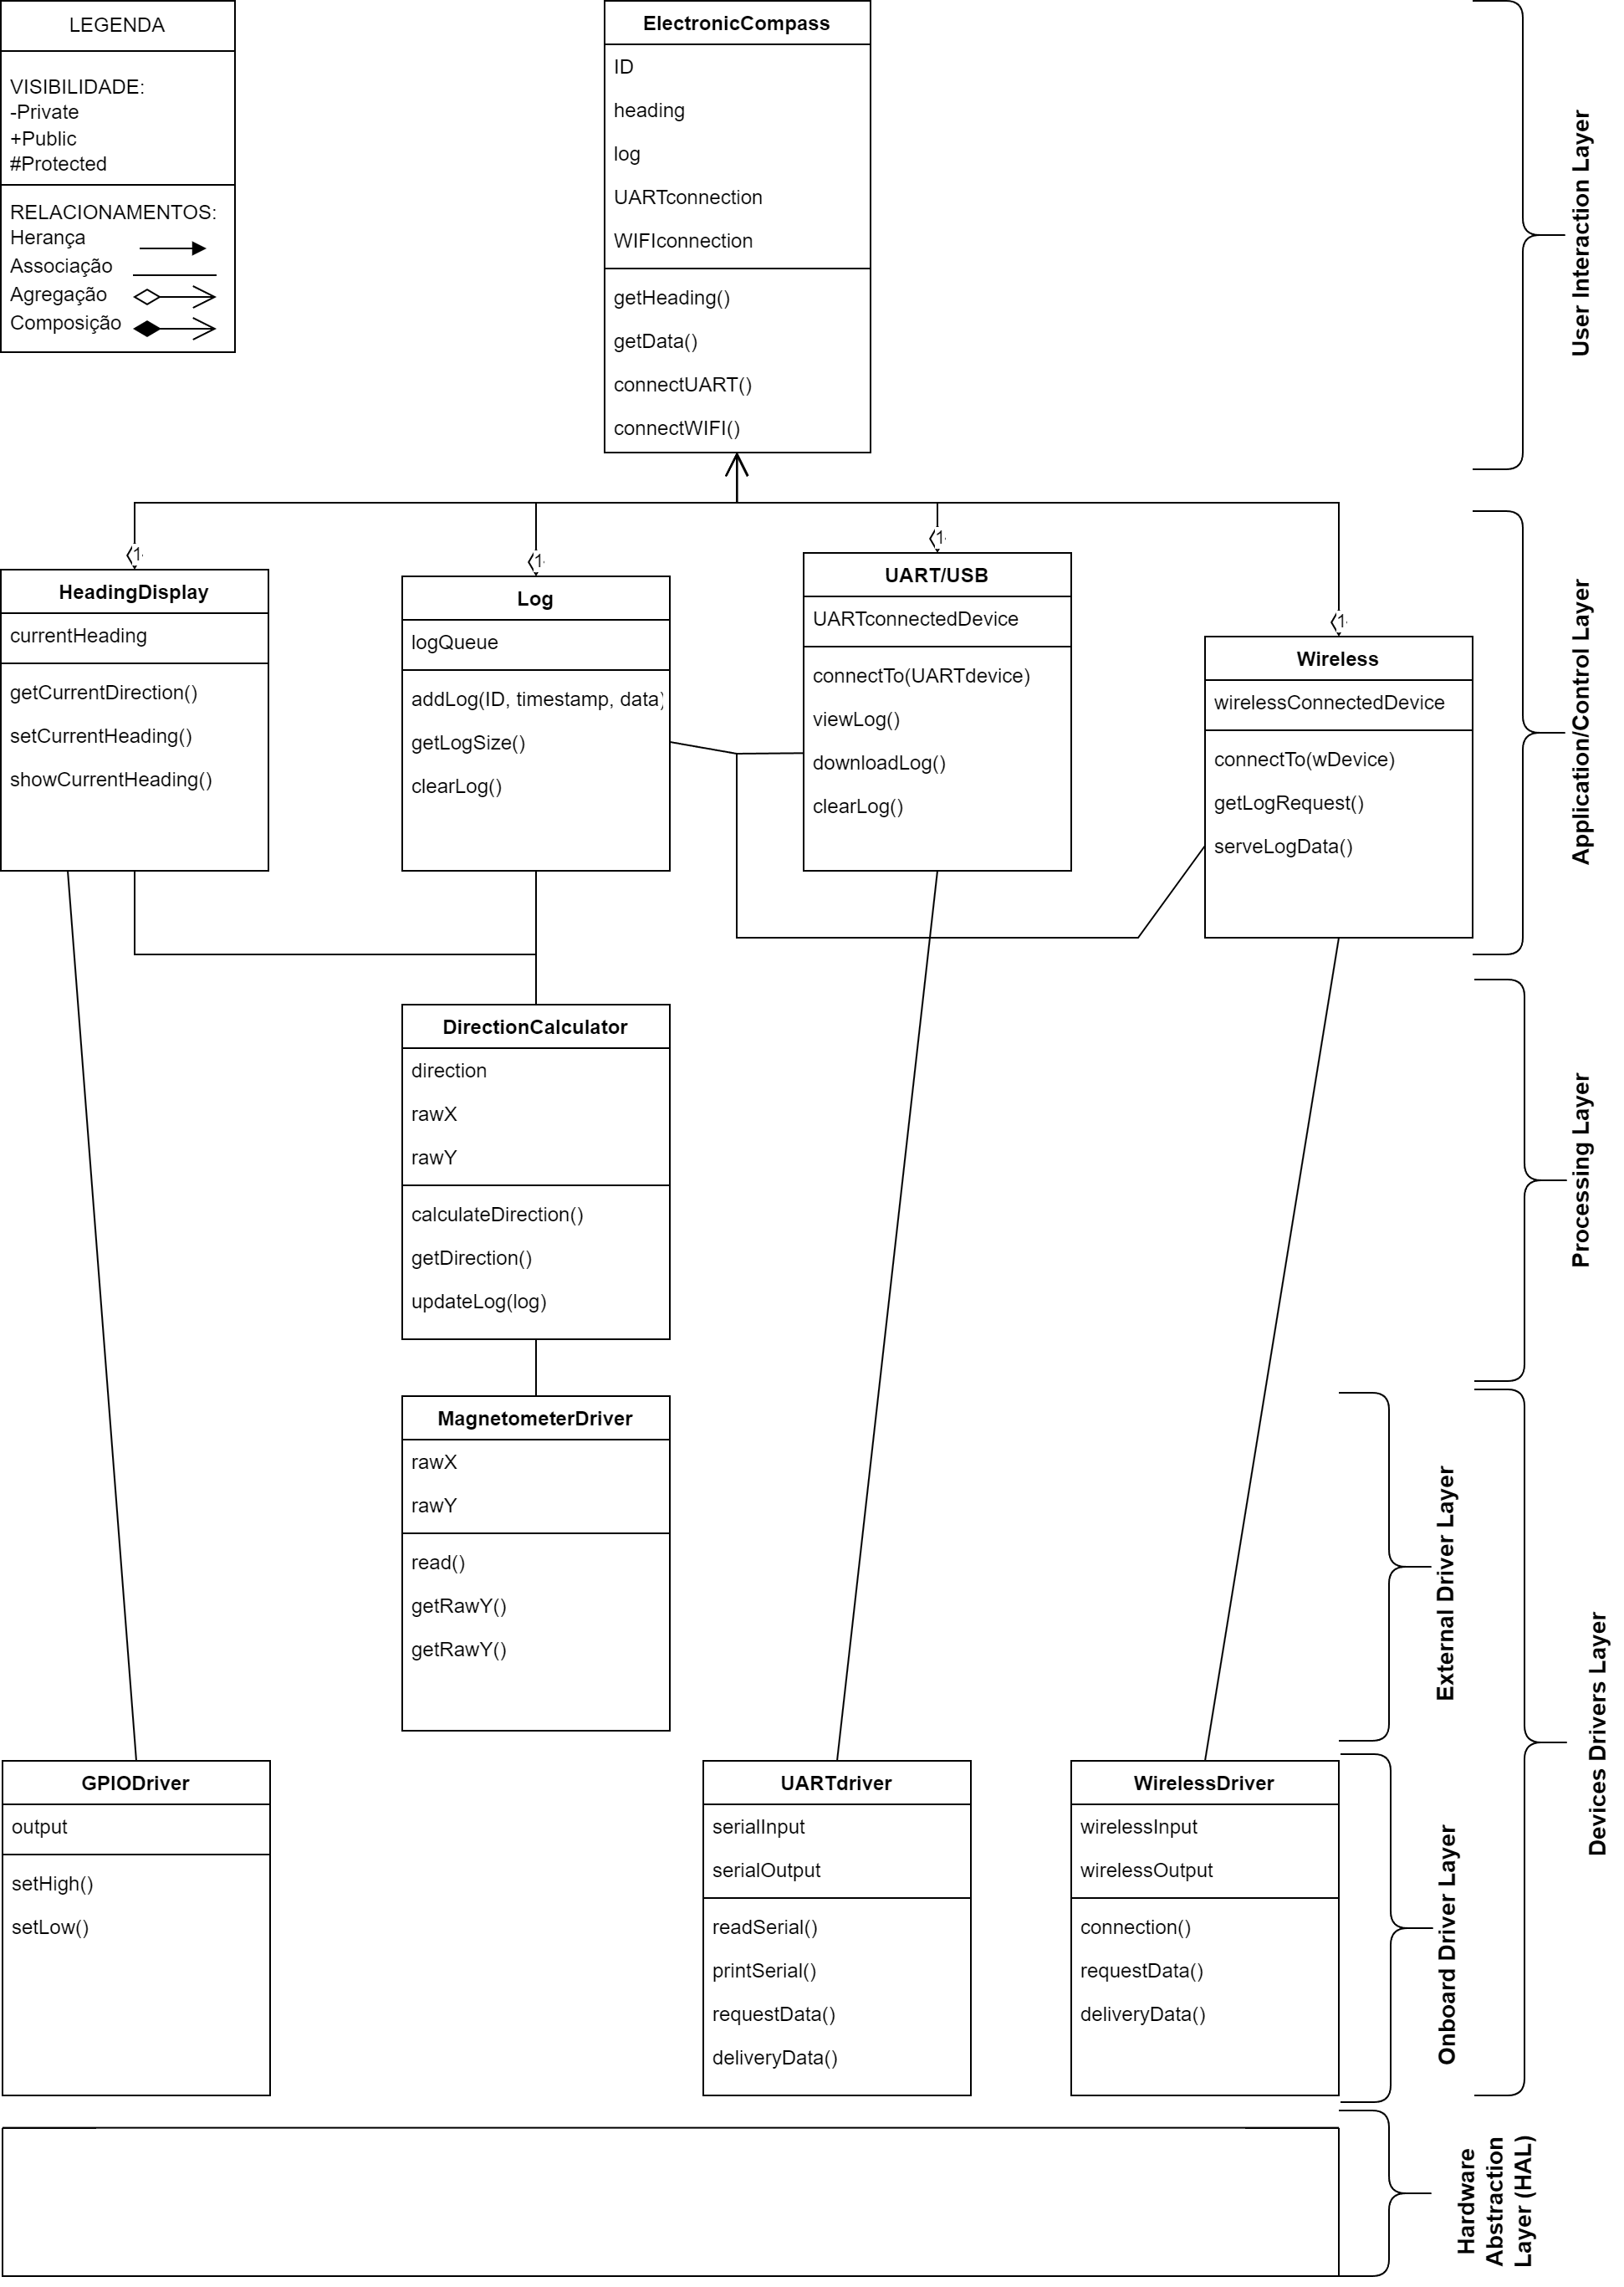 LEGENDA
VISIBILIDADE:
-Private
+Public
#Protected
RELACIONAMENTOS:
Herança
Associação
Agregação
Composição
ElectronicCompass
ID
heading
log
UARTconnection
WIFIconnection
getHeading()
getData()
connectUART()
connectWIFI()
User Interaction Layer
1
1
1
1
HeadingDisplay
currentHeading
getCurrentDirection()
setCurrentHeading()
showCurrentHeading()
Log
logQueue
addLog(ID, timestamp, data)
getLogSize()
clearLog()
UART/USB
UARTconnectedDevice
connectTo(UARTdevice)
viewLog()
downloadLog()
clearLog()
Wireless
wirelessConnectedDevice
connectTo(wDevice)
getLogRequest()
serveLogData()
Application/Control Layer
DirectionCalculator
direction
rawX
rawY
calculateDirection()
getDirection()
updateLog(log)
Processing Layer
MagnetometerDriver
rawX
rawY
read()
getRawY()
getRawY()
External Driver Layer
Devices Drivers Layer
GPIODriver
output
setHigh()
setLow()
UARTdriver
serialInput
serialOutput
readSerial()
printSerial()
requestData()
deliveryData()
WirelessDriver
wirelessInput
wirelessOutput
connection()
requestData()
deliveryData()
Onboard Driver Layer
Hardware
Abstraction
Layer (HAL)